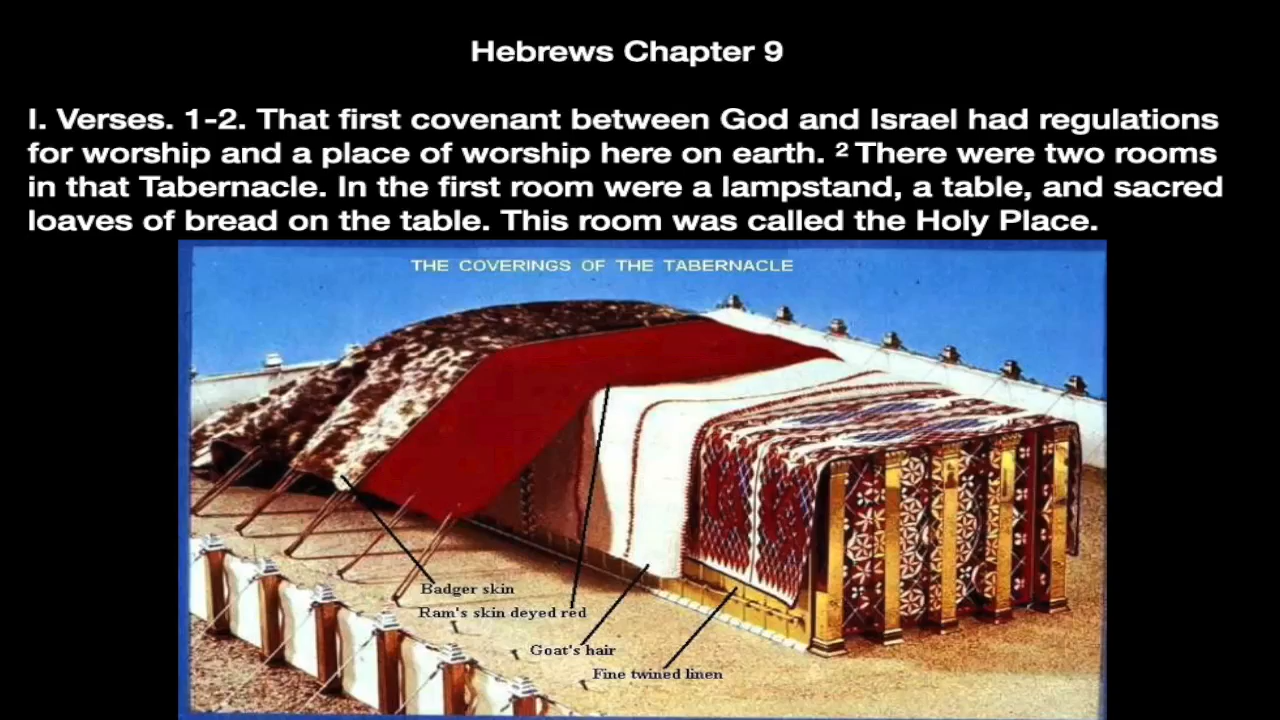 Hebrews Chapter 9
I. Verses. 1-2. That first covenant between God and Israel had regulations
for worship and a place of worship here on earth. ² There were two rooms
in that Tabernacle. In the first room were a lampstand, a table, and sacred
loaves of bread on the table. This room was called the Holy Place.
THE COVERINGS OF THE TABERNACLE
Badger skin
Ram's skin deyed red
Goat's hair
Fine twined linen